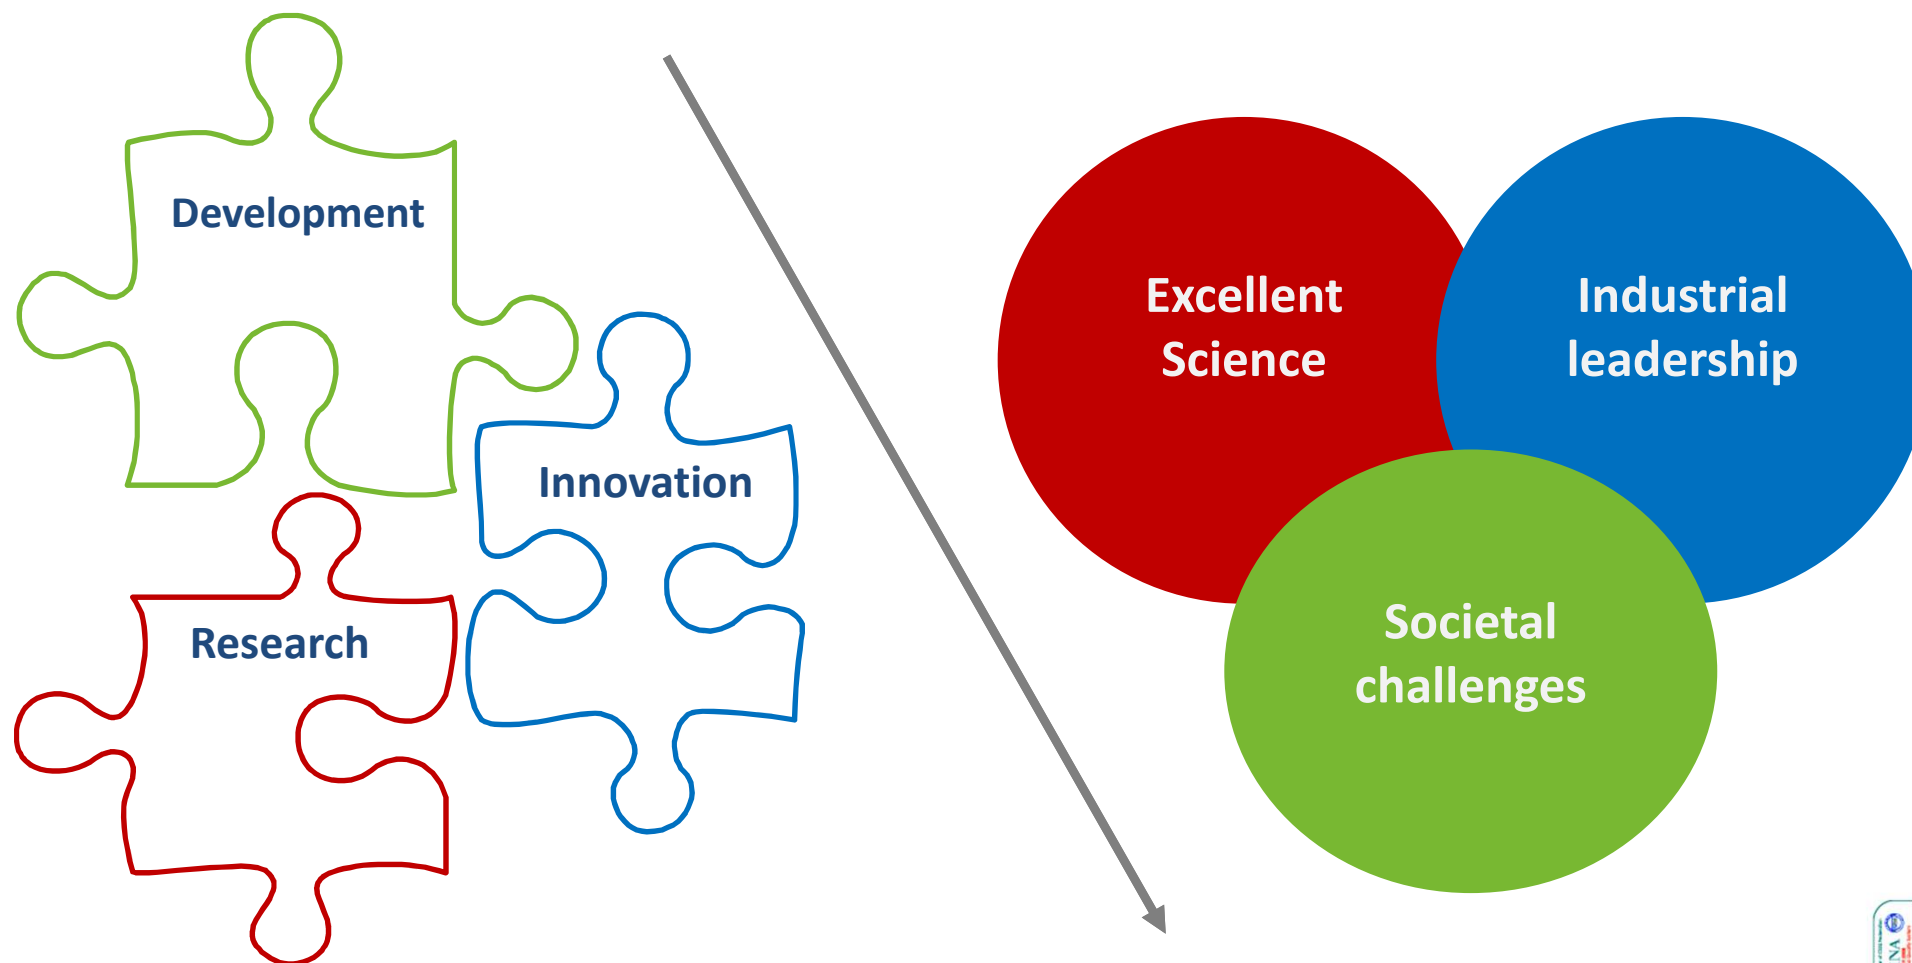 Development
Innovation
Research
Excellent
Science
Industrial
leadership
Societal
challenges